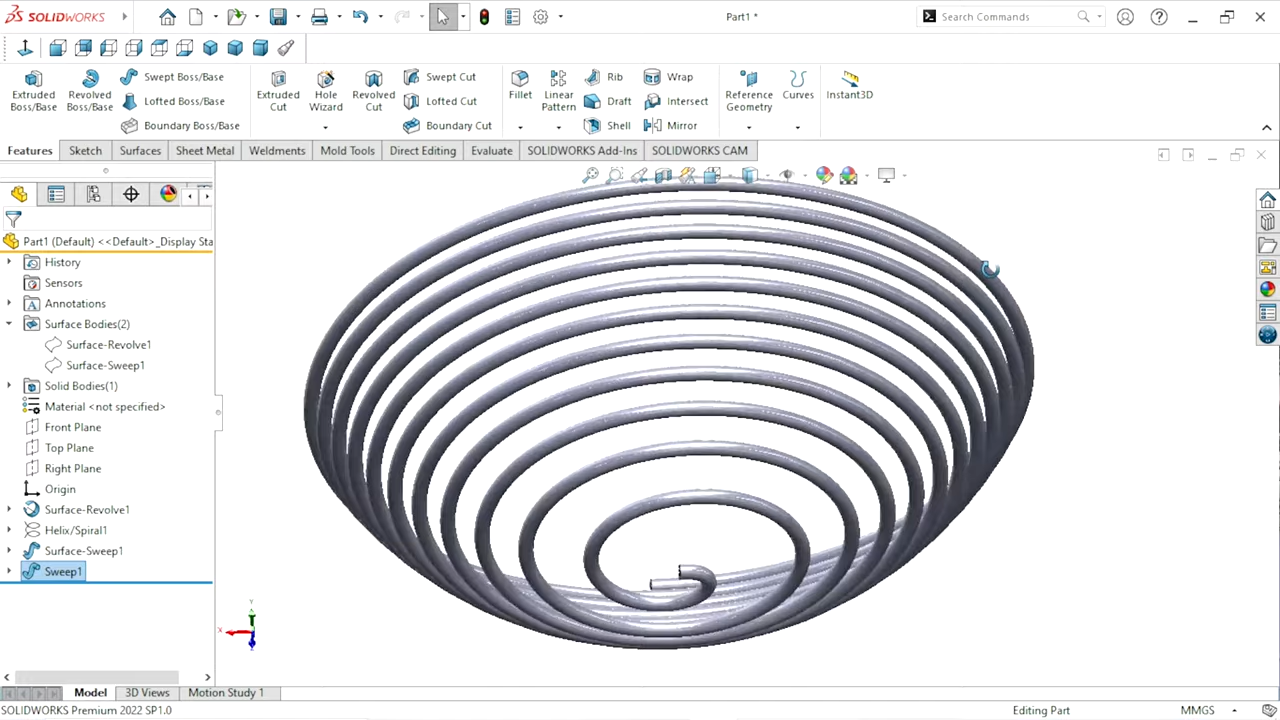 SOLIDWORKS
Part1 *
Search Commands
Extruded Boss/Base
Revolved Boss/Base
Swept Boss/Base
Lofted Boss/Base
Boundary Boss/Base
Extruded Cut
Hole Wizard
Revolved Cut
Swept Cut
Lofted Cut
Boundary Cut
Fillet
Linear Pattern
Rib
Draft
Shell
Wrap
Intersect
Mirror
Reference Geometry
Curves
Instant3D
Features
Sketch
Surfaces
Sheet Metal
Weldments
Mold Tools
Direct Editing
Evaluate
SOLIDWORKS Add-Ins
SOLIDWORKS CAM
Part1 (Default) <<Default>_Display Sta
History
Sensors
Annotations
Surface Bodies(2)
Surface-Revolve1
Surface-Sweep1
Solid Bodies(1)
Material <not specified>
Front Plane
Top Plane
Right Plane
Origin
Surface-Revolve1
Helix/Spiral1
Surface-Sweep1
Sweep1
Y
X
Model
3D Views
Motion Study 1
SOLIDWORKS Premium 2022 SP1.0
Editing Part
MMGS